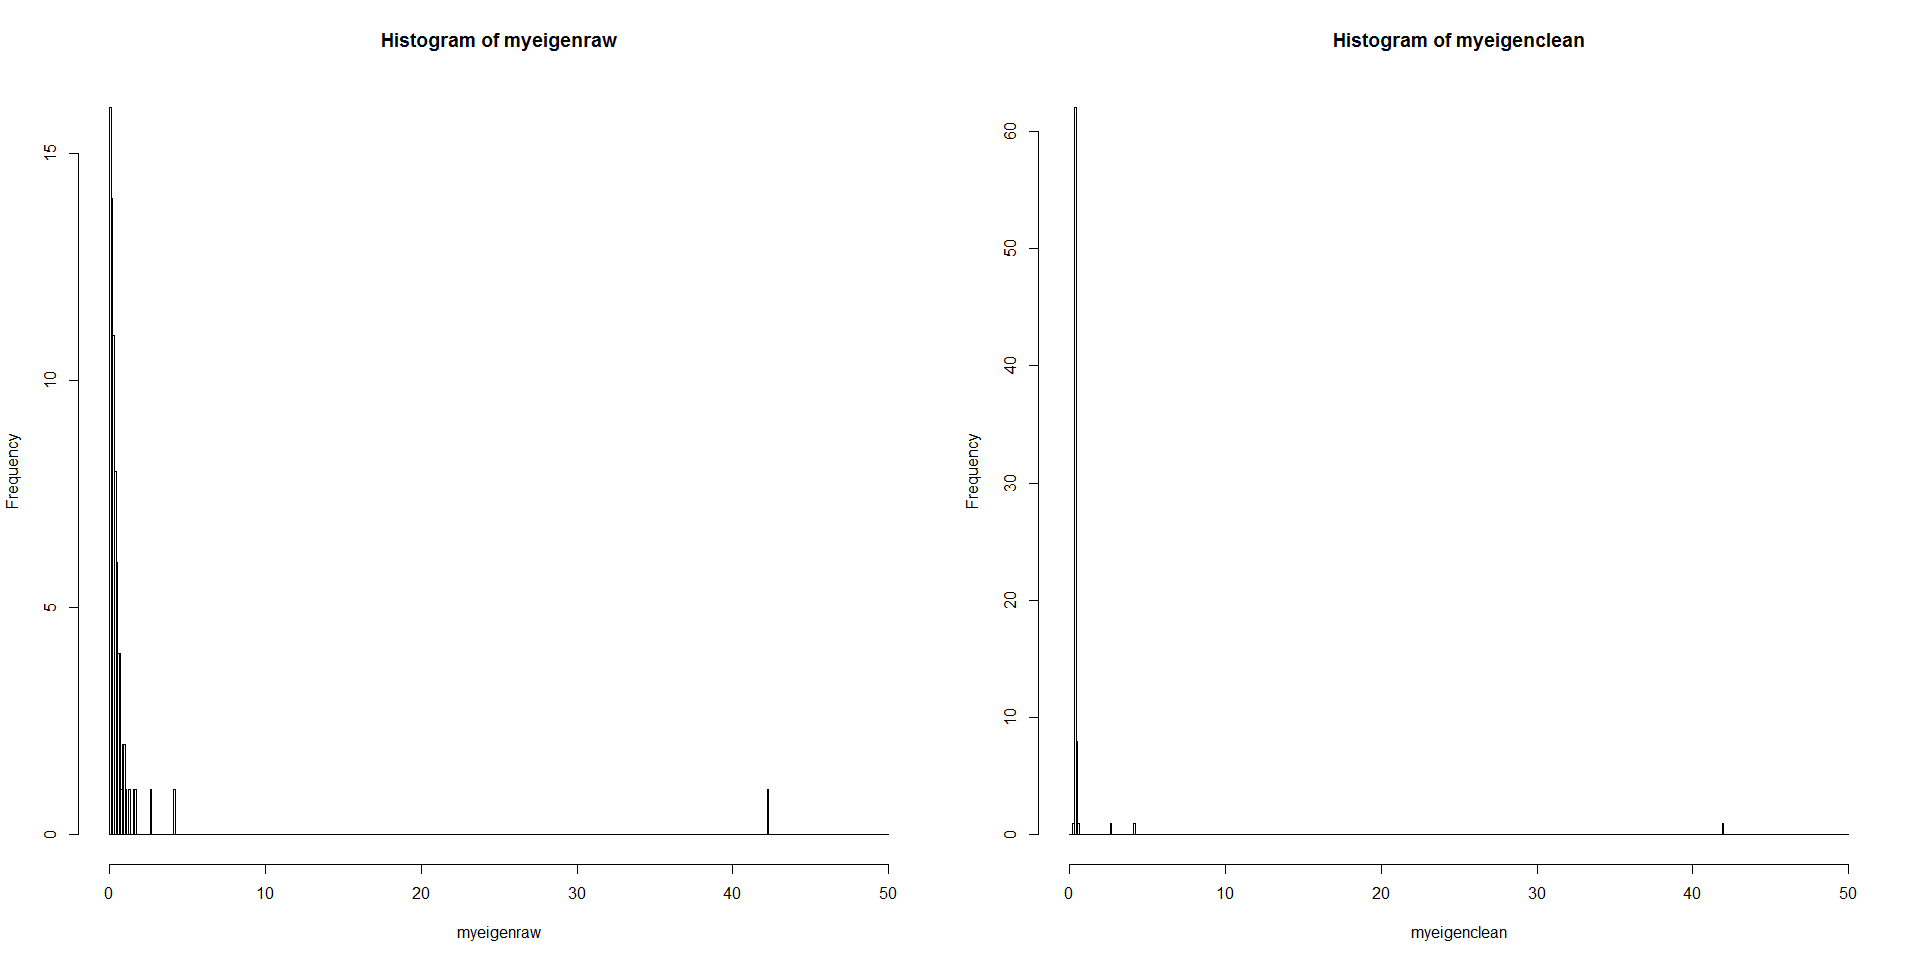 Histogram of myeigenraw
Frequency
15
10
5
0
0 10 20 30 40 50
myeigenraw
Histogram of myeigenclean
Frequency
60
50
40
30
20
10
0
0 10 20 30 40 50
myeigenclean